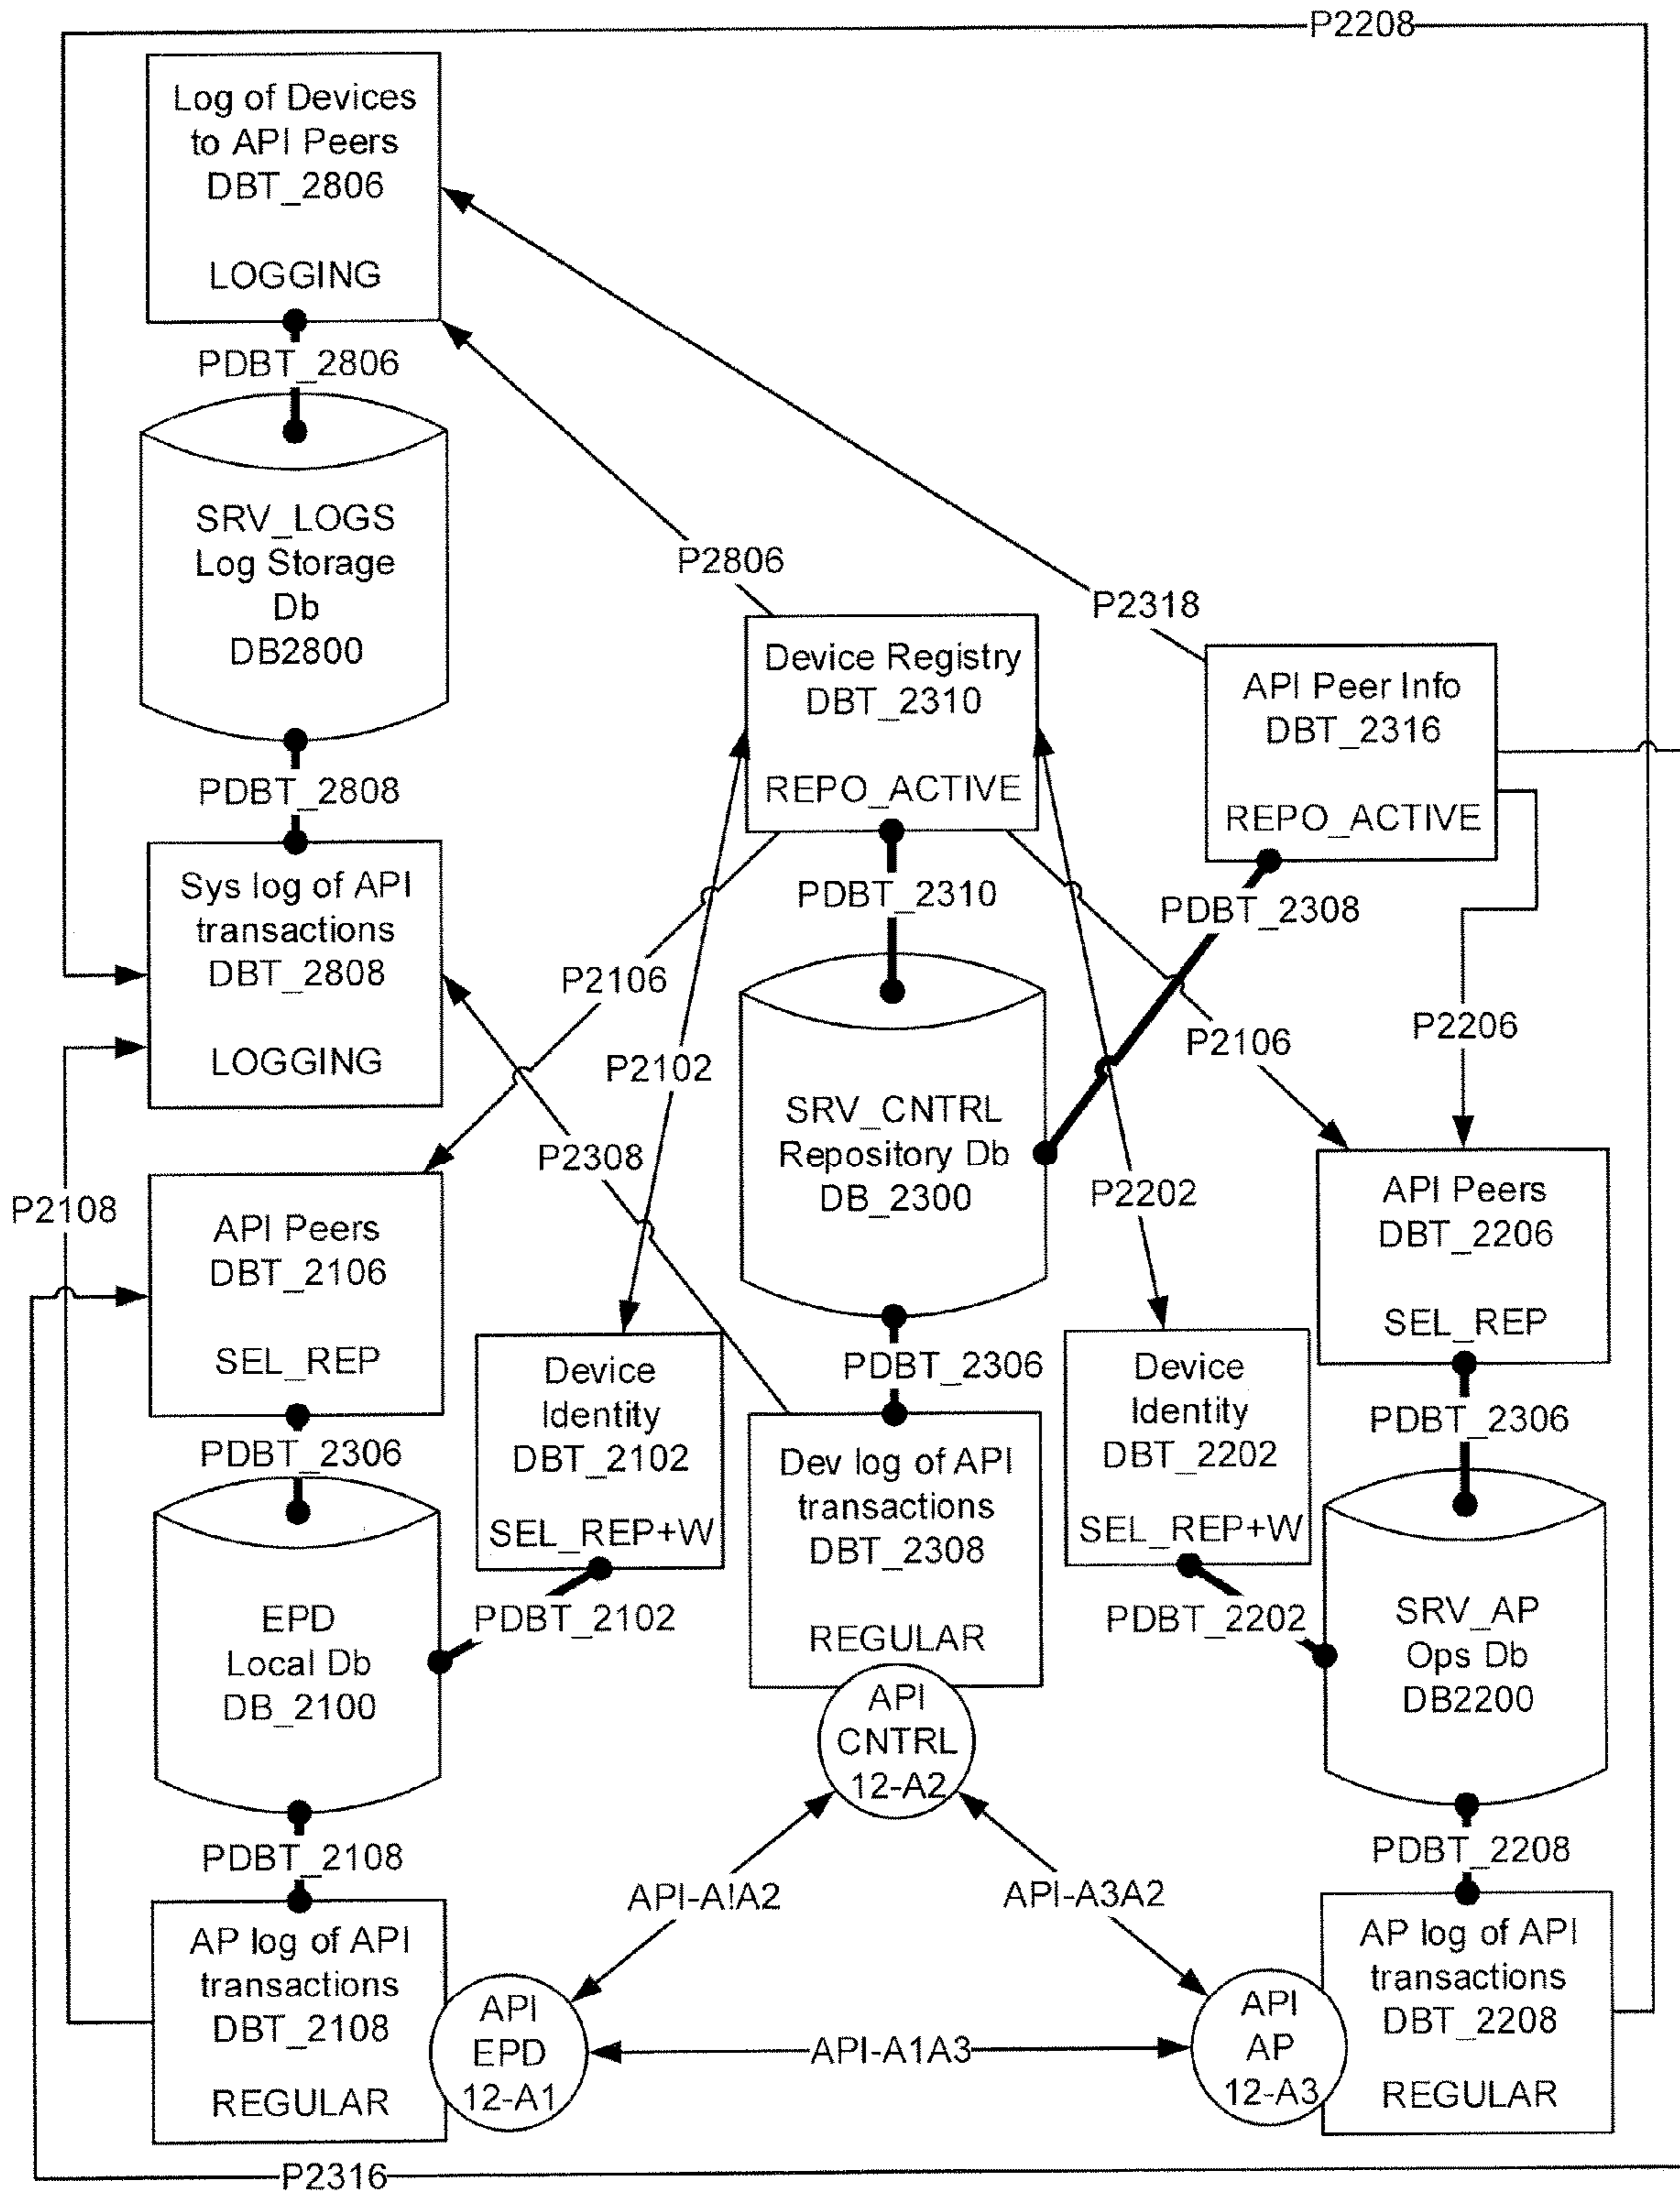 P2208
Log of Devices
to API Peers
DBT_2806
LOGGING
PDBT_2806
SRV_LOGS
Log Storage
Db
DB2800
PDBT_2808
Sys log of API
transactions
DBT_2808
LOGGING
P2806
P2318
Device Registry
DBT_2310
REPO_ACTIVE
API Peer Info
DBT_2316
REPO_ACTIVE
PDBT_2310
PDBT_2308
P2106
P2102
P2106
P2206
P2308
SRV_CNTRL
Repository Db
DB_2300
P2202
P2108
API Peers
DBT_2106
SEL_REP
API Peers
DBT_2206
SEL_REP
PDBT_2306
PDBT_2306
PDBT_2306
Device
Identity
DBT_2102
SEL_REP+W
Dev log of API
transactions
DBT_2308
REGULAR
Device
Identity
DBT_2202
SEL_REP+W
EPD
Local Db
DB_2100
PDBT_2102
PDBT_2202
SRV_AP
Ops Db
DB2200
API
CNTRL
12-A2
PDBT_2108
PDBT_2208
API-A!A2
API-A3A2
AP log of API
transactions
DBT_2108
REGULAR
API
EPD
12-A1
API-A1A3
API
AP
12-A3
AP log of API
transactions
DBT_2208
REGULAR
P2316